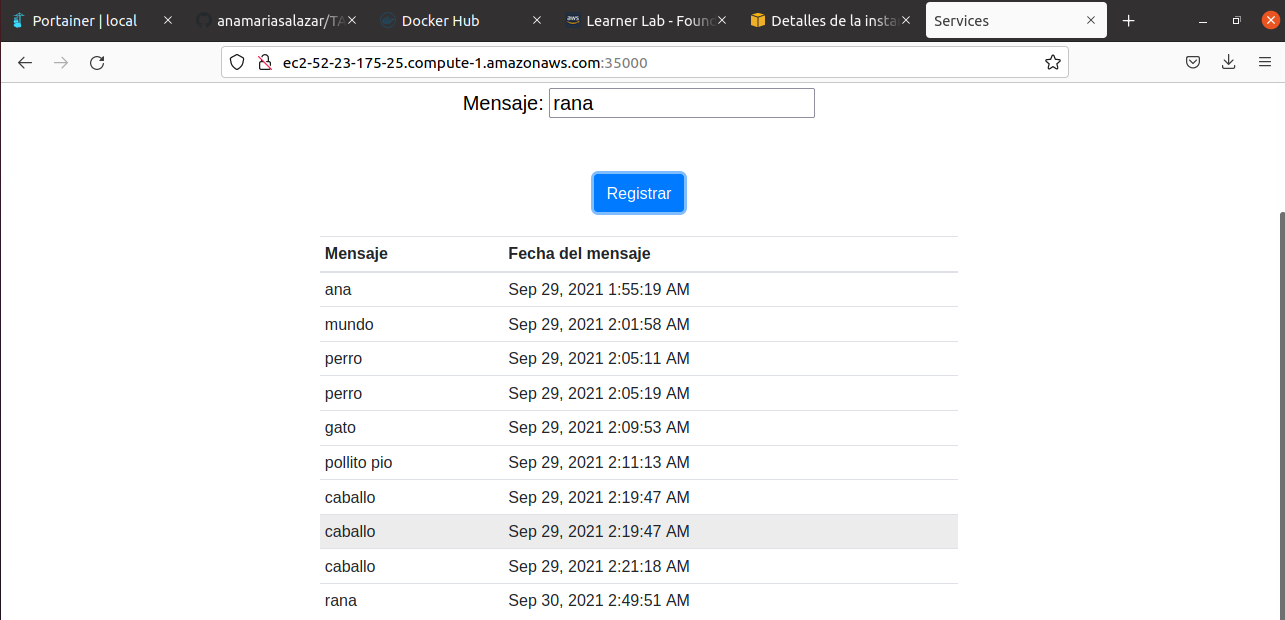 Portainer | local
anamariasalazar/TA
Docker Hub
aws Learner Lab - Foun
Detalles de la insta
Services
ec2-52-23-175-25.compute-1.amazonaws.com:35000
Mensaje: rana
Registrar
Mensaje Fecha del mensaje
ana Sep 29, 2021 1:55:19 AM
mundo Sep 29, 2021 2:01:58 AM
perro Sep 29, 2021 2:05:11 AM
perro Sep 29, 2021 2:05:19 AM
gato Sep 29, 2021 2:09:53 AM
pollito pio Sep 29, 2021 2:11:13 AM
caballo Sep 29, 2021 2:19:47 AM
caballo Sep 29, 2021 2:19:47 AM
caballo Sep 29, 2021 2:21:18 AM
rana Sep 30, 2021 2:49:51 AM